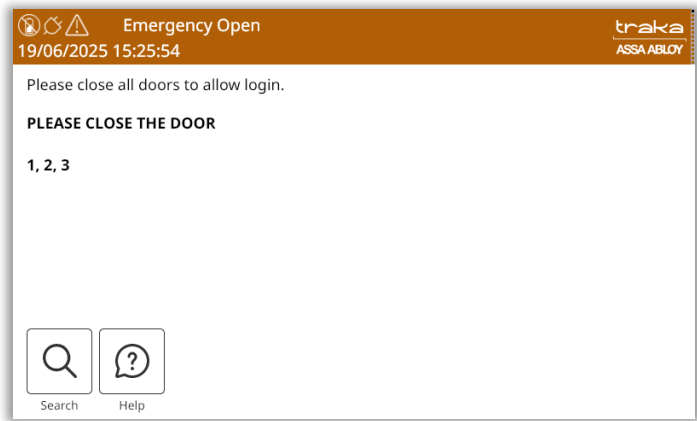 Emergency Open
traka
19/06/2025 15:25:54
ASSA ABLOY
Please close all doors to allow login.
PLEASE CLOSE THE DOOR
1, 2, 3
Search
Help